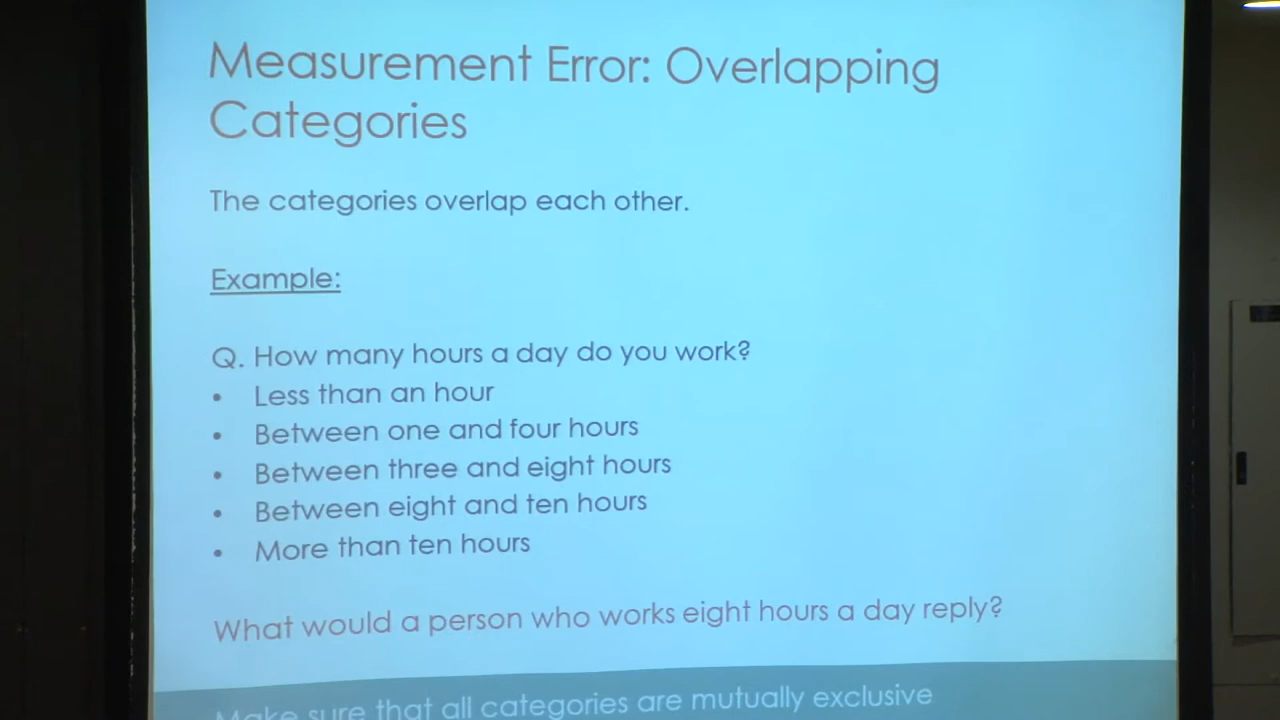 Measurement Error: Overlapping
Categories
The categories overlap each other.
Example:
Q. How many hours a day do you work?
• Less than an hour
• Between one and four hours
• Between three and eight hours
• Between eight and ten hours
• More than ten hours
What would a person who works eight hours a day reply?
Make sure that all categories are mutually exclusive